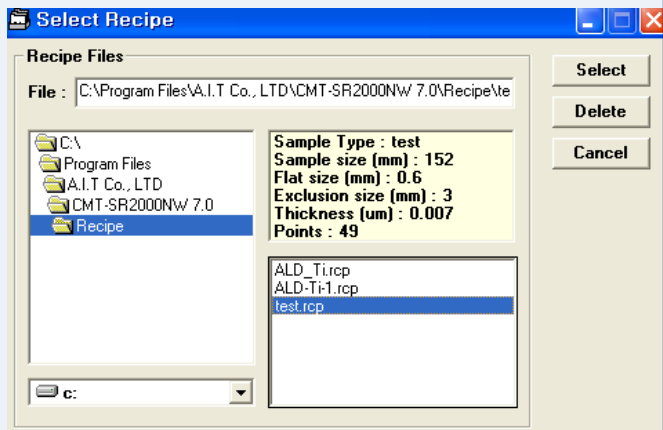 Select Recipe
Recipe Files
File : C:\Program Files\A.I.T Co., LTD\CMT-SR2000NW 7.0\Recipe\te
Select
Delete
Cancel
C:\
Program Files
A.I.T Co., LTD
CMT-SR2000NW 7.0
Recipe
Sample Type : test
Sample size (mm) : 152
Flat size (mm) : 0.6
Exclusion size (mm) : 3
Thickness (um) : 0.007
Points : 49
ALD_Ti.rcp
ALD-Ti-1.rcp
test.rcp
c: